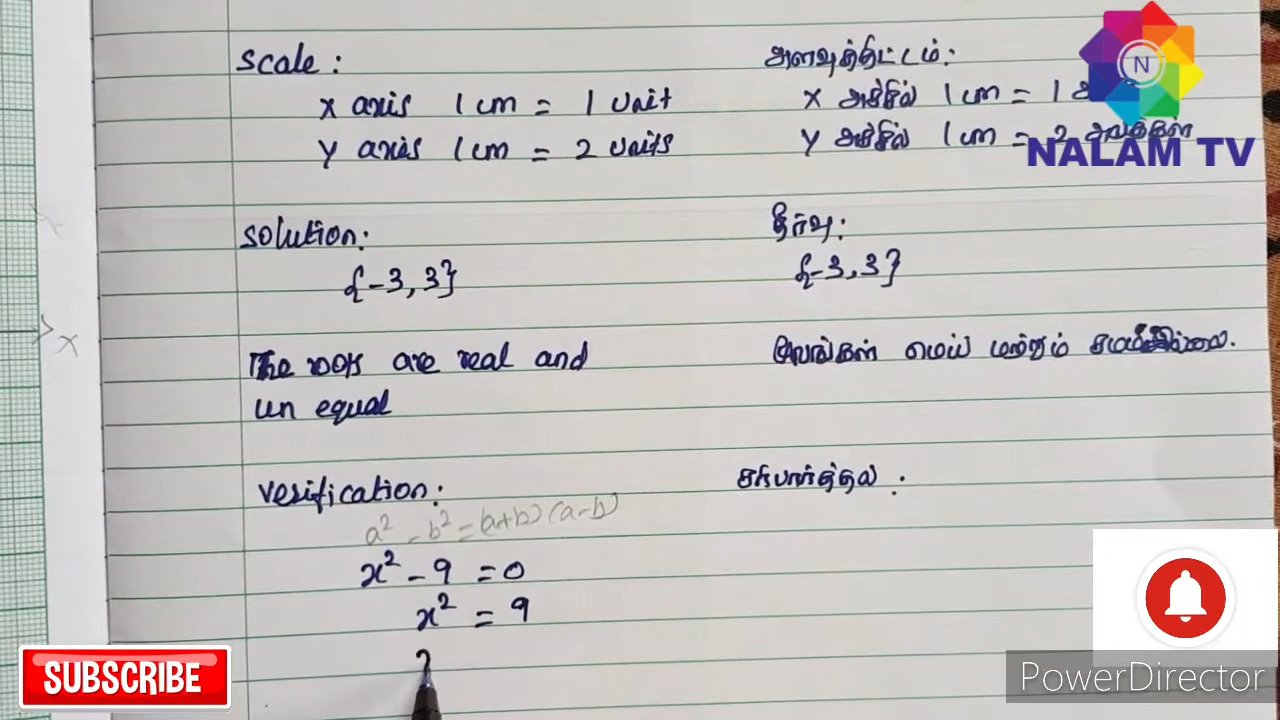 Scale :
X axis 1 cm = 1 Unit
Y axis 1 cm = 2 Units
அளவுத்திட்டம் :
X அச்சில் 1 cm = 1
Y அச்சில் 1 cm = 2 அலகுகள்
N
NALAM TV
Solution :
{-3, 3}
தீர்வு :
{-3, 3}
X
The roots are real and
un equal
மெய் மற்றும்
Verification :
a² - b² = (a+b) (a-b)
x² - 9 = 0
x² = 9
சரிபார்த்தல் :
SUBSCRIBE
PowerDirector